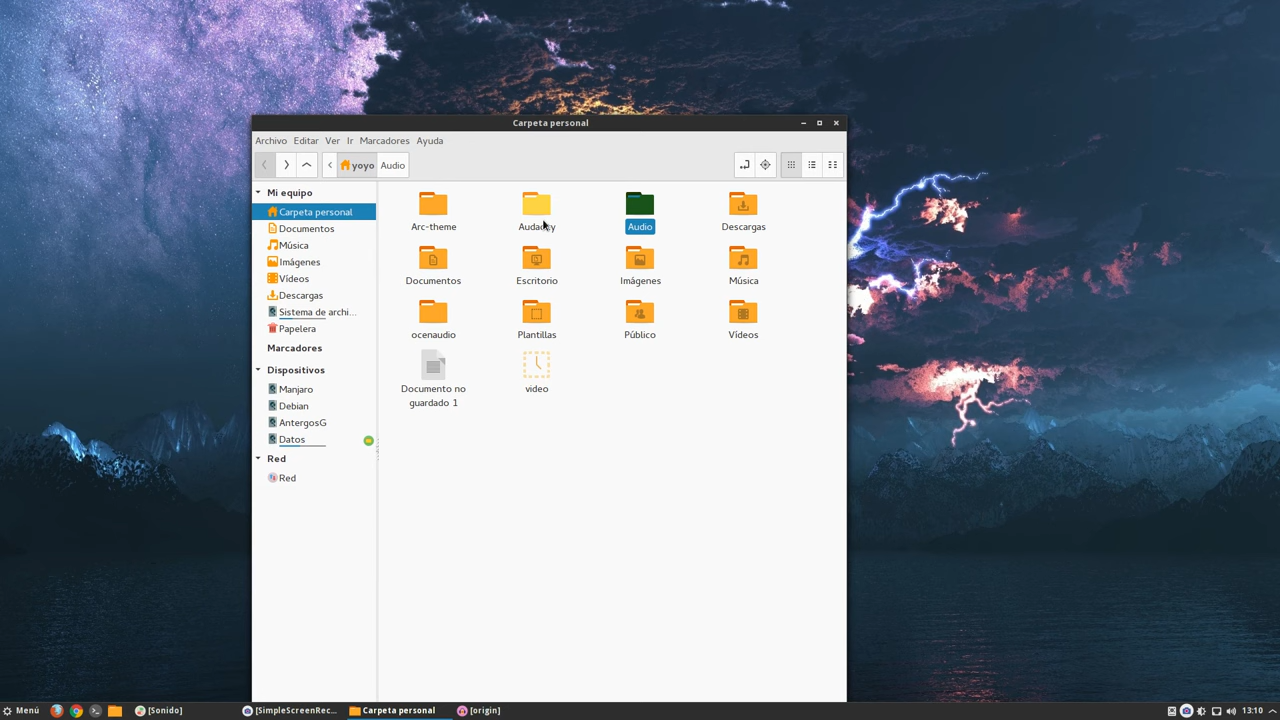 Carpeta personal
Archivo Editar Ver Ir Marcadores Ayuda
yoyo Audio
Mi equipo
Carpeta personal
Documentos
Música
Imágenes
Vídeos
Descargas
Sistema de archi...
Papelera
Marcadores
Dispositivos
Manjaro
Debian
AntergosG
Datos
Red
Red
Arc-theme Audacity Audio Descargas
Documentos Escritorio Imágenes Música
ocenaudio Plantillas Público Vídeos
Documento no guardado 1 video
Menú [Sonido] [SimpleScreenRec... Carpeta personal [origin] 13:10